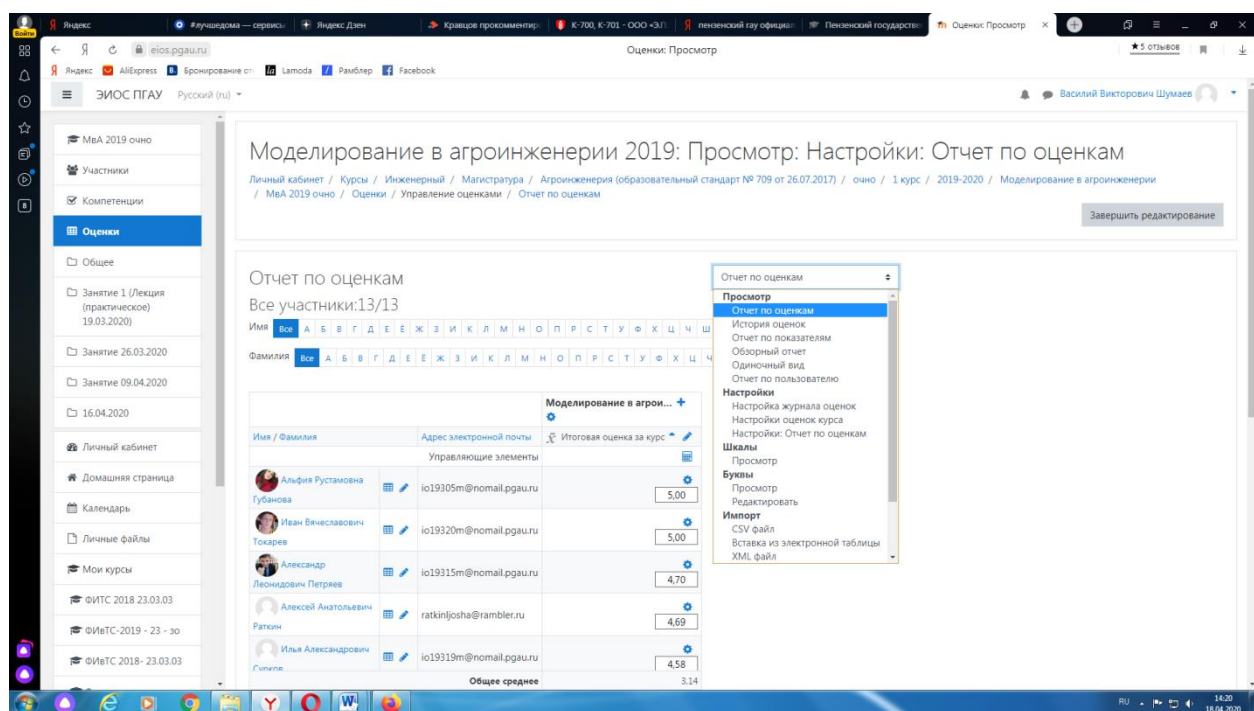 Яндекс
#лучшедома — сервисы
Яндекс Дзен
Кравцов прокомментиро
К-700, К-701 - ООО «ЭЛ
пензенский гау официал
Пензенский государстве
Оценки: Просмотр
Войти
eios.pgau.ru
Оценки: Просмотр
★ 5 отзывов
Яндекс
AliExpress
Бронирование от
Lamoda
Рамблер
Facebook
ЭИОС ПГАУ
Русский (ru)
Василий Викторович Шумаев
МвА 2019 очно
Участники
Компетенции
Оценки
Общее
Занятие 1 (Лекция
(практическое)
19.03.2020)
Занятие 26.03.2020
Занятие 09.04.2020
16.04.2020
Личный кабинет
Домашняя страница
Календарь
Личные файлы
Мои курсы
ФИТС 2018 23.03.03
ФИвТС-2019 - 23 - зо
ФИвТС 2018- 23.03.03
Моделирование в агроинженерии 2019: Просмотр: Настройки: Отчет по оценкам
Личный кабинет / Курсы / Инженерный / Магистратура / Агроинженерия (образовательный стандарт № 709 от 26.07.2017) / очно / 1 курс / 2019-2020 / Моделирование в агроинженерии
/ МвА 2019 очно / Оценки / Управление оценками / Отчет по оценкам
Завершить редактирование
Отчет по оценкам
Все участники:13/13
Имя Все А Б В Г Д Е Ё Ж З И К Л М Н О П Р С Т У Ф Х Ц Ч Ш
Фамилия Все А Б В Г Д Е Ё Ж З И К Л М Н О П Р С Т У Ф Х Ц Ч
Отчет по оценкам
Просмотр
Отчет по оценкам
История оценок
Отчет по показателям
Обзорный отчет
Одиночный вид
Отчет по пользователю
Настройки
Настройка журнала оценок
Настройки оценок курса
Настройки: Отчет по оценкам
Шкалы
Просмотр
Буквы
Просмотр
Редактировать
Импорт
CSV файл
Вставка из электронной таблицы
XML файл
Моделирование в агрои...
Имя / Фамилия
Адрес электронной почты
Итоговая оценка за курс
Управляющие элементы
Альфия Рустамовна
Губанова
io19305m@nomail.pgau.ru
5,00
Иван Вячеславович
Токарев
io19320m@nomail.pgau.ru
5,00
Александр
Леонидович Петряев
io19315m@nomail.pgau.ru
4,70
Алексей Анатольевич
Раткин
ratkinljosha@rambler.ru
4,69
Илья Александрович
Сурков
io19319m@nomail.pgau.ru
4,58
Общее среднее
3,14
RU
14:20
18.04.2020